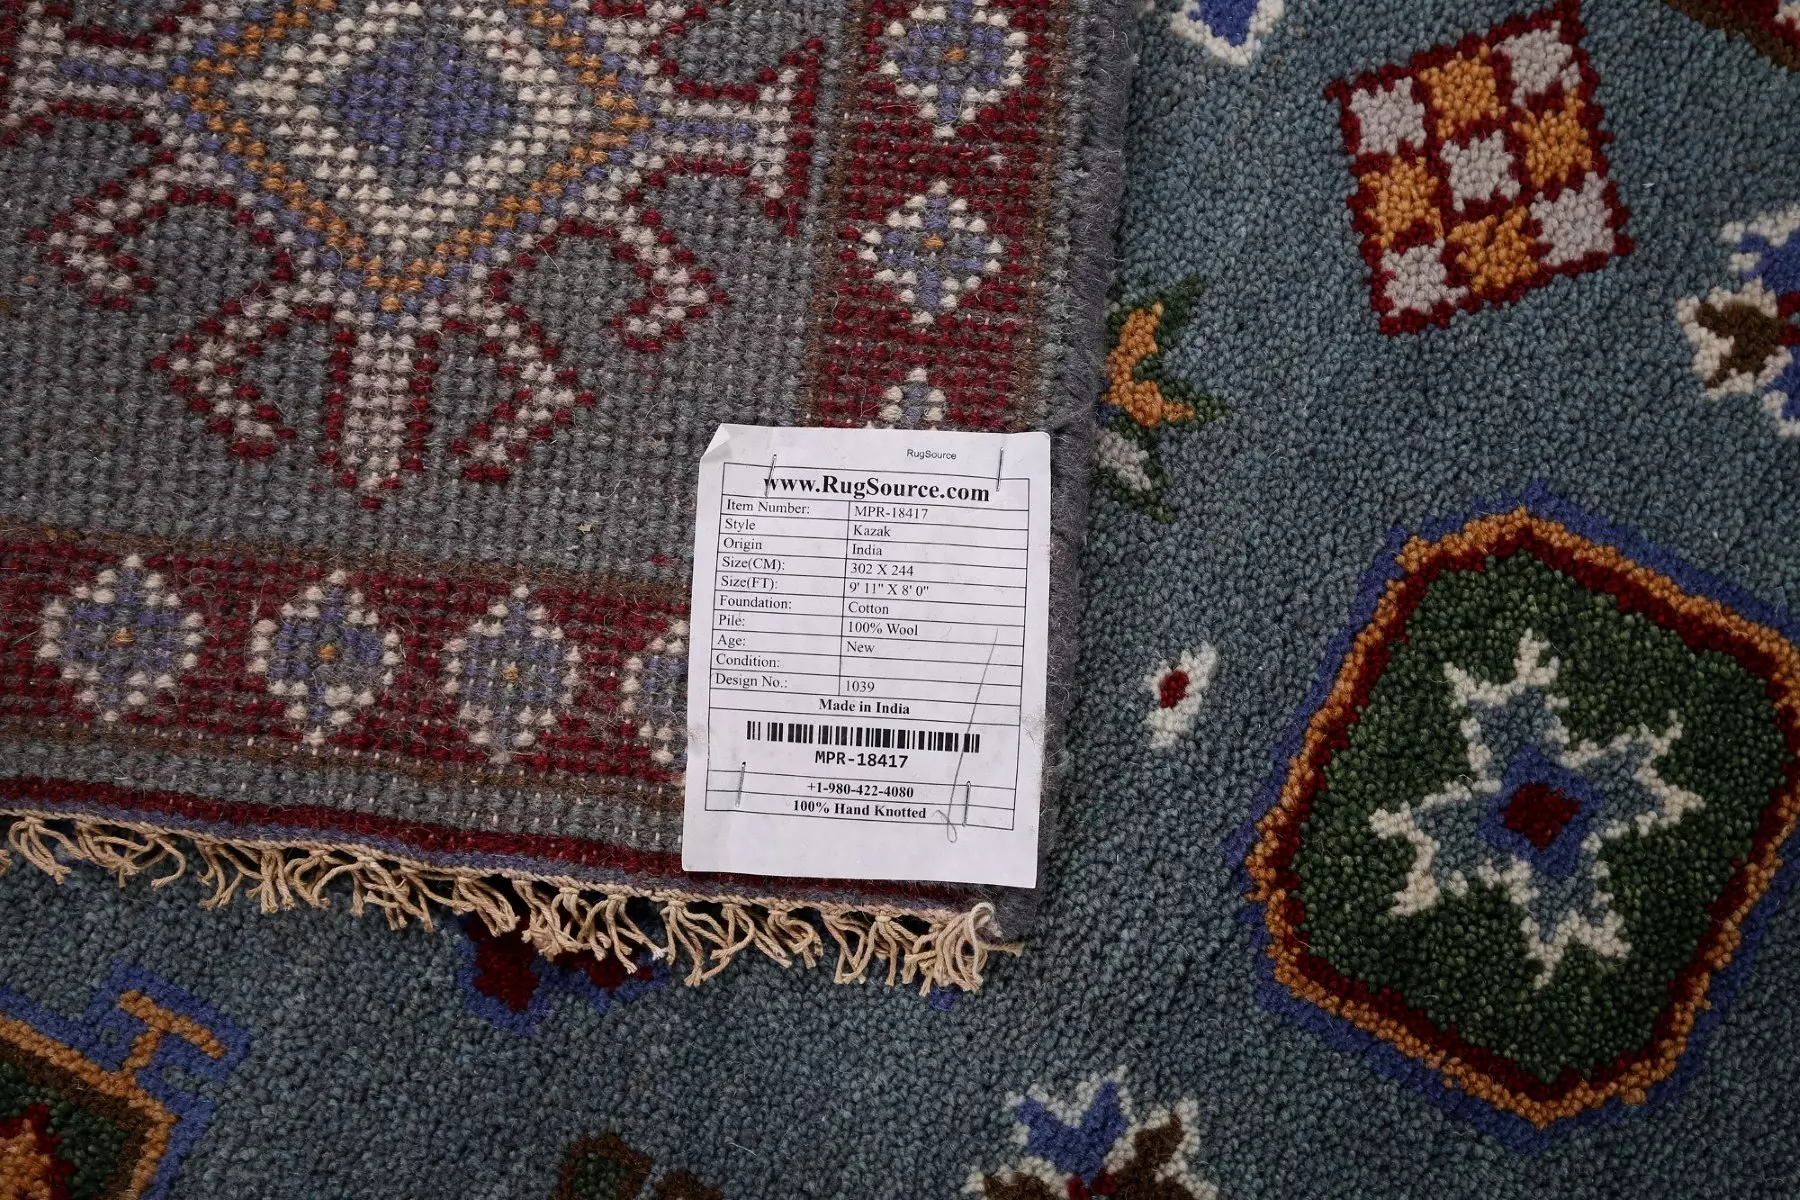 RugSource
www.RugSource.com
Item Number: MPR-18417
Style Kazak
Origin India
Size(CM): 302 X 244
Size(FT): 9' 11" X 8' 0"
Foundation: Cotton
Pile: 100% Wool
Age: New
Condition:
Design No.: 1039
Made in India
MPR-18417
+1-980-422-4080
100% Hand Knotted